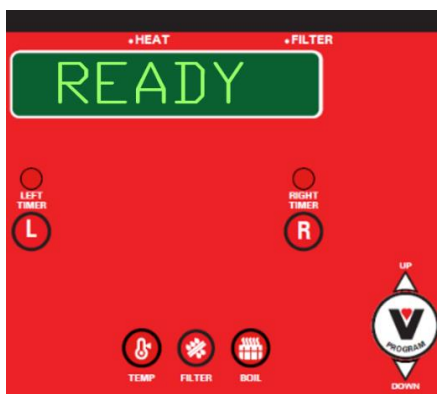 •HEAT •FILTER
READY
LEFT RIGHT
TIMER TIMER
L R
UP
V
PROGRAM
TEMP FILTER BOIL
DOWN